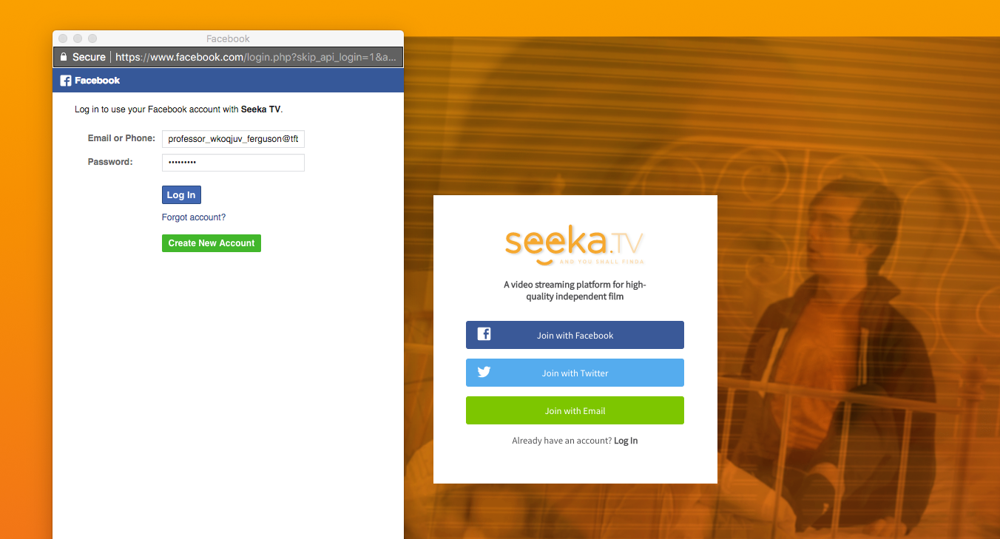 Facebook
Secure https://www.facebook.com/login.php?skip_api_login=1&a...
Facebook
Log in to use your Facebook account with Seeka TV.
Email or Phone: professor_wkoqjuv_ferguson@tfb
Password: •••••••••
Log In
Forgot account?
Create New Account
seeka.TV
AND YOU SHALL FINDA
A video streaming platform for high-
quality independent film
Join with Facebook
Join with Twitter
Join with Email
Already have an account? Log In